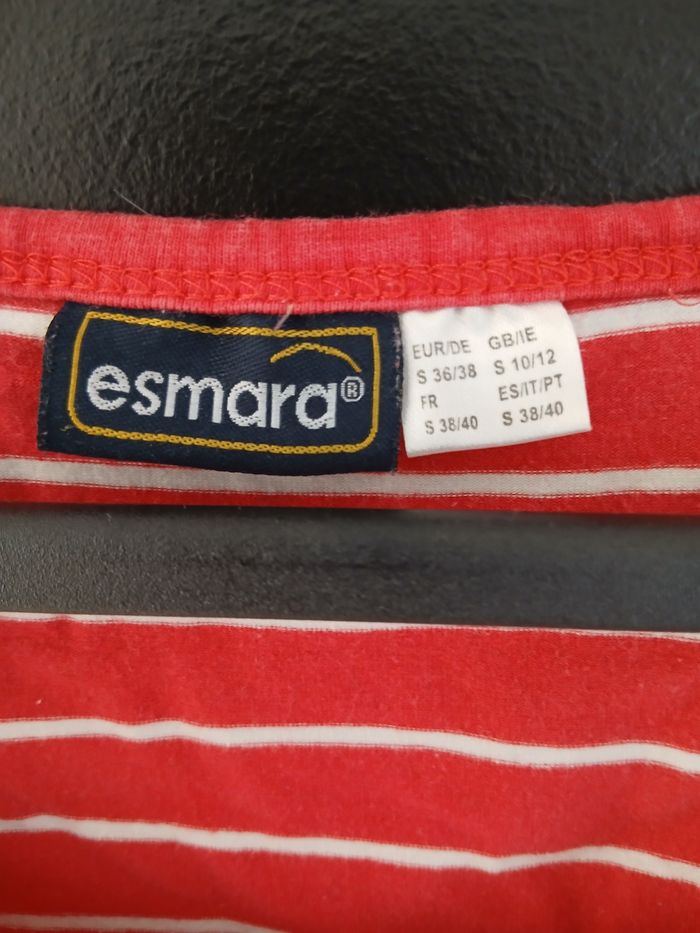 esmara®
EUR/DE GB/IE
S 36/38 S 10/12
FR ES/IT/PT
S 38/40 S 38/40